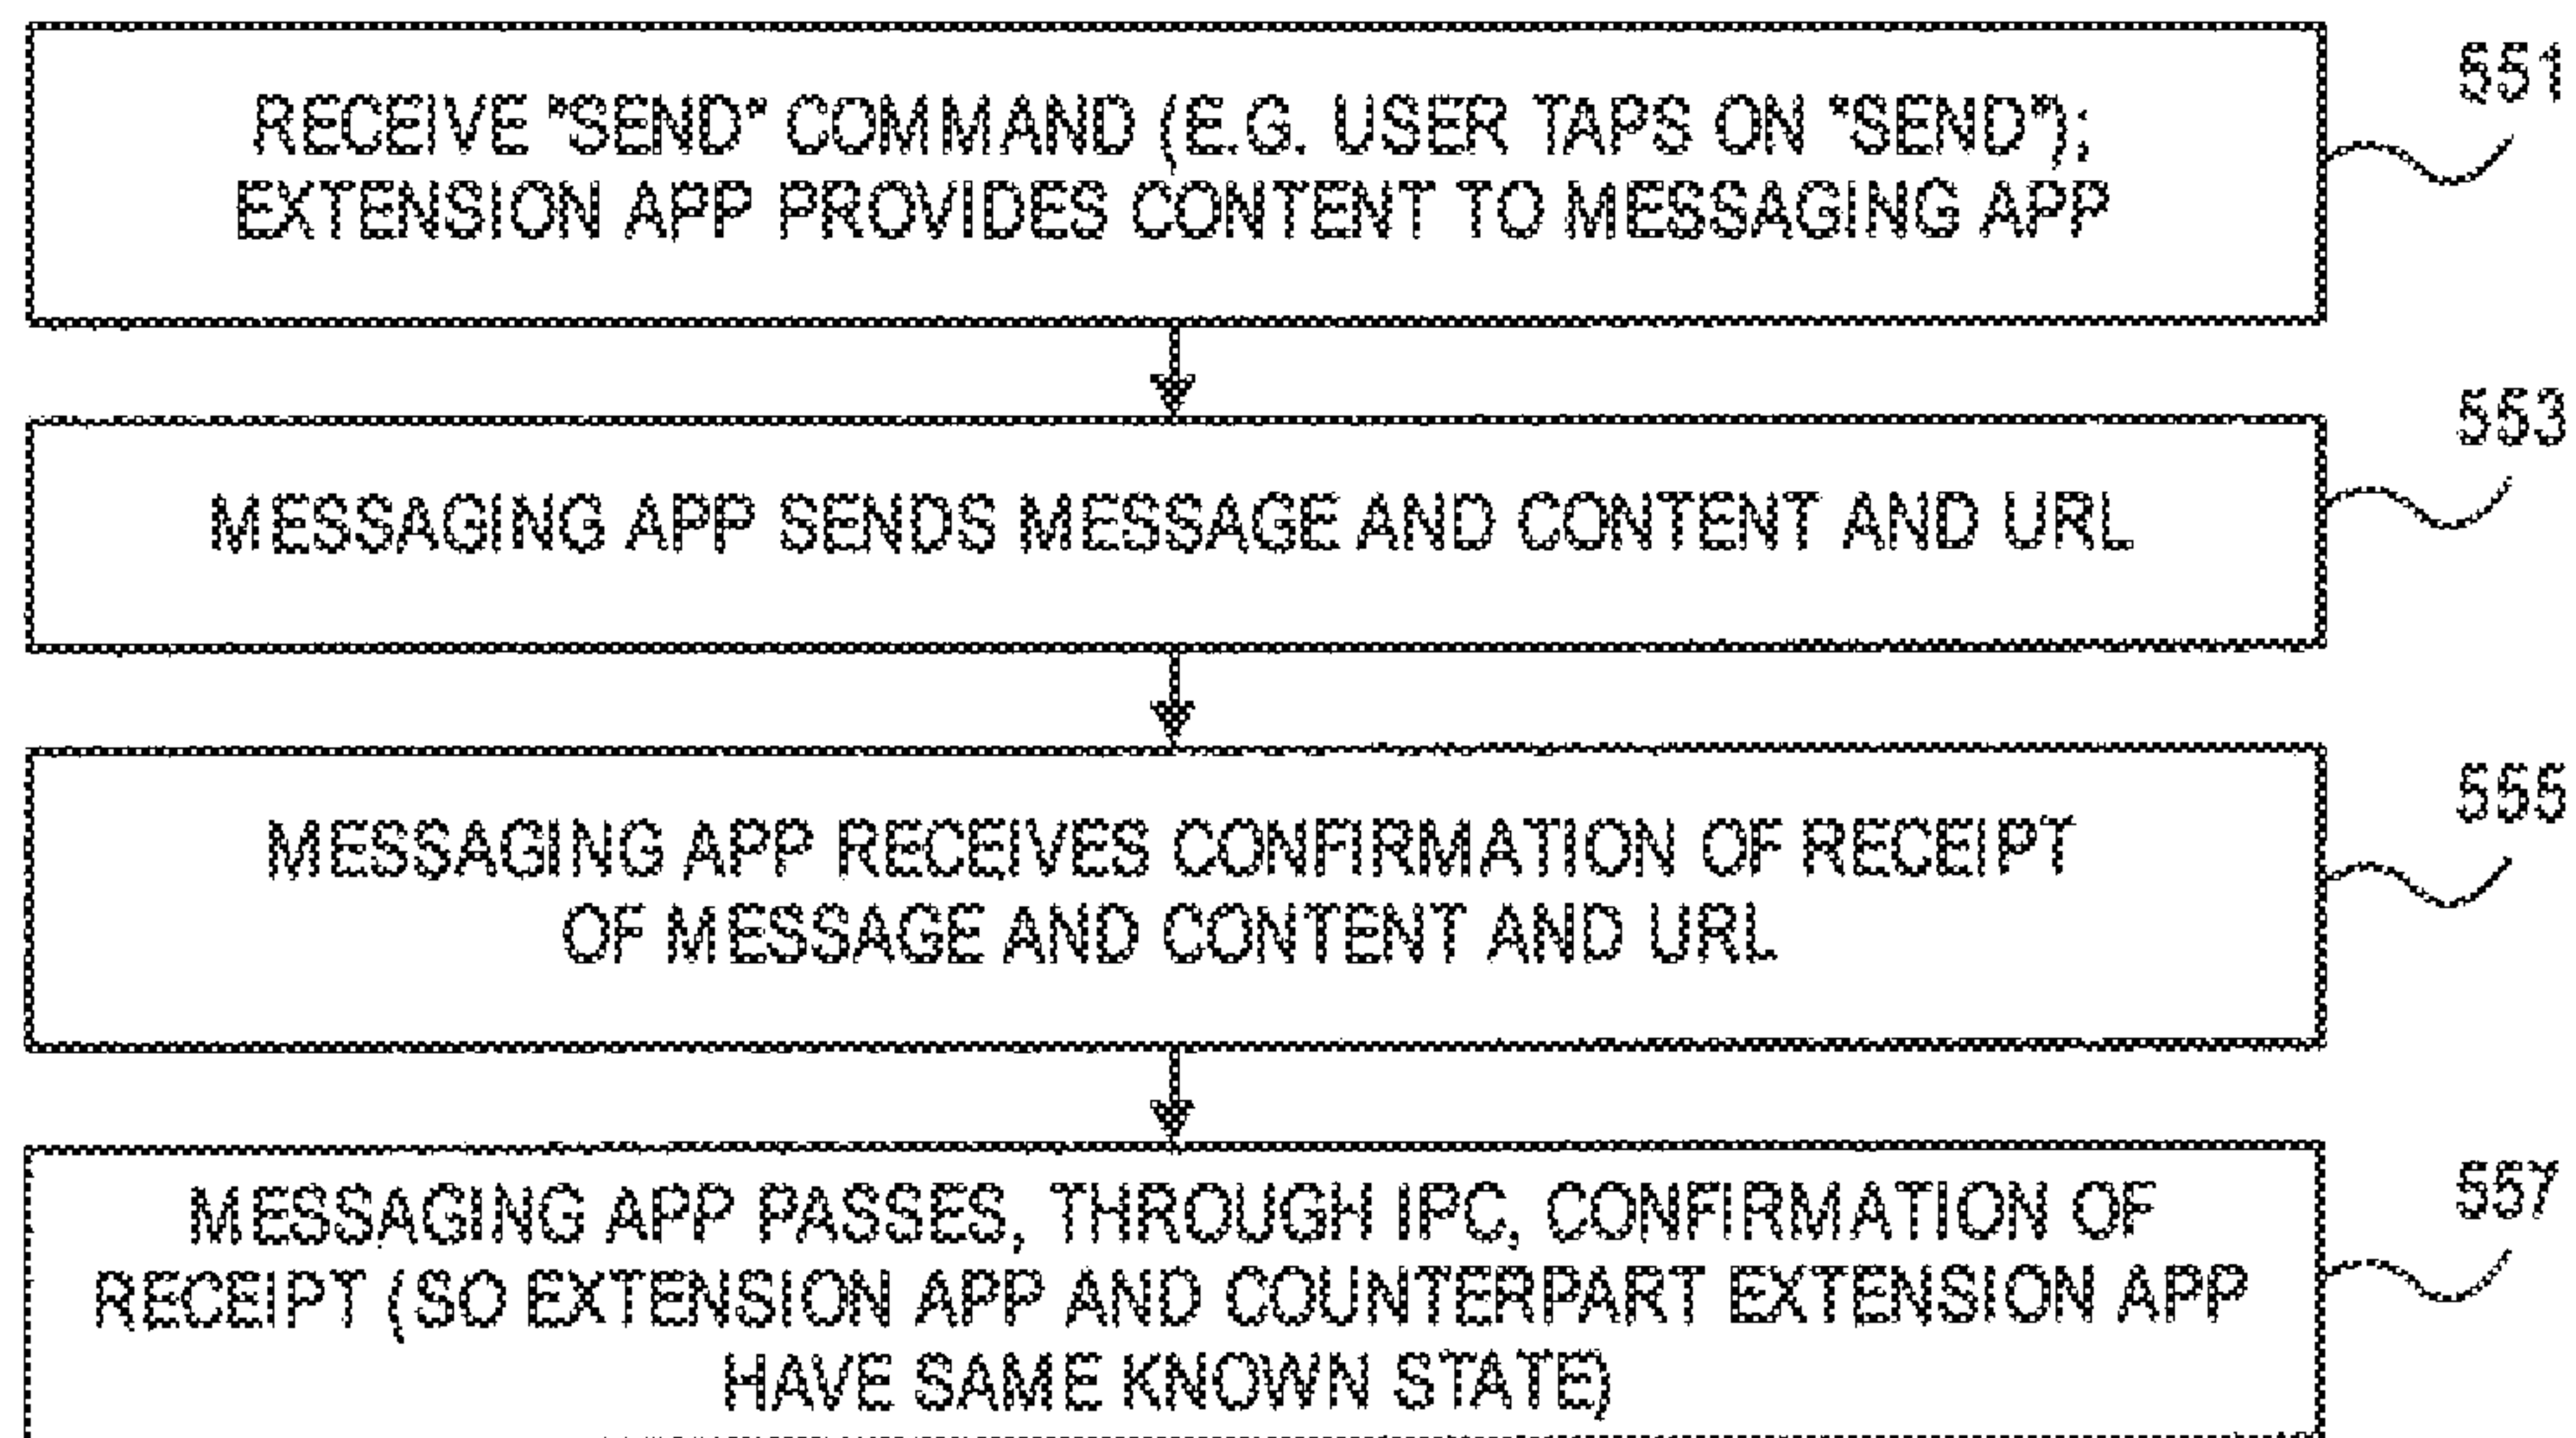 551
RECEIVE "SEND" COMMAND (E.G. USER TAPS ON "SEND");
EXTENSION APP PROVIDES CONTENT TO MESSAGING APP
553
MESSAGING APP SENDS MESSAGE AND CONTENT AND URL
555
MESSAGING APP RECEIVES CONFIRMATION OF RECEIPT
OF MESSAGE AND CONTENT AND URL
557
MESSAGING APP PASSES, THROUGH IPC, CONFIRMATION OF
RECEIPT (SO EXTENSION APP AND COUNTERPART EXTENSION APP
HAVE SAME KNOWN STATE)